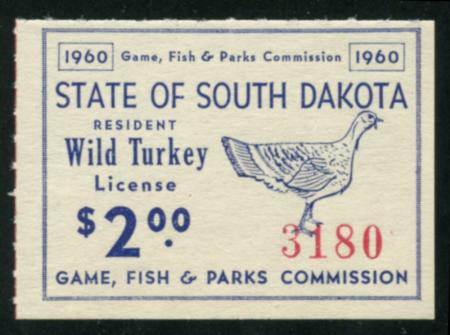 1960 Game, Fish & Parks Commission 1960
STATE OF SOUTH DAKOTA
RESIDENT
Wild Turkey
License
$2.00
3180
GAME, FISH & PARKS COMMISSION